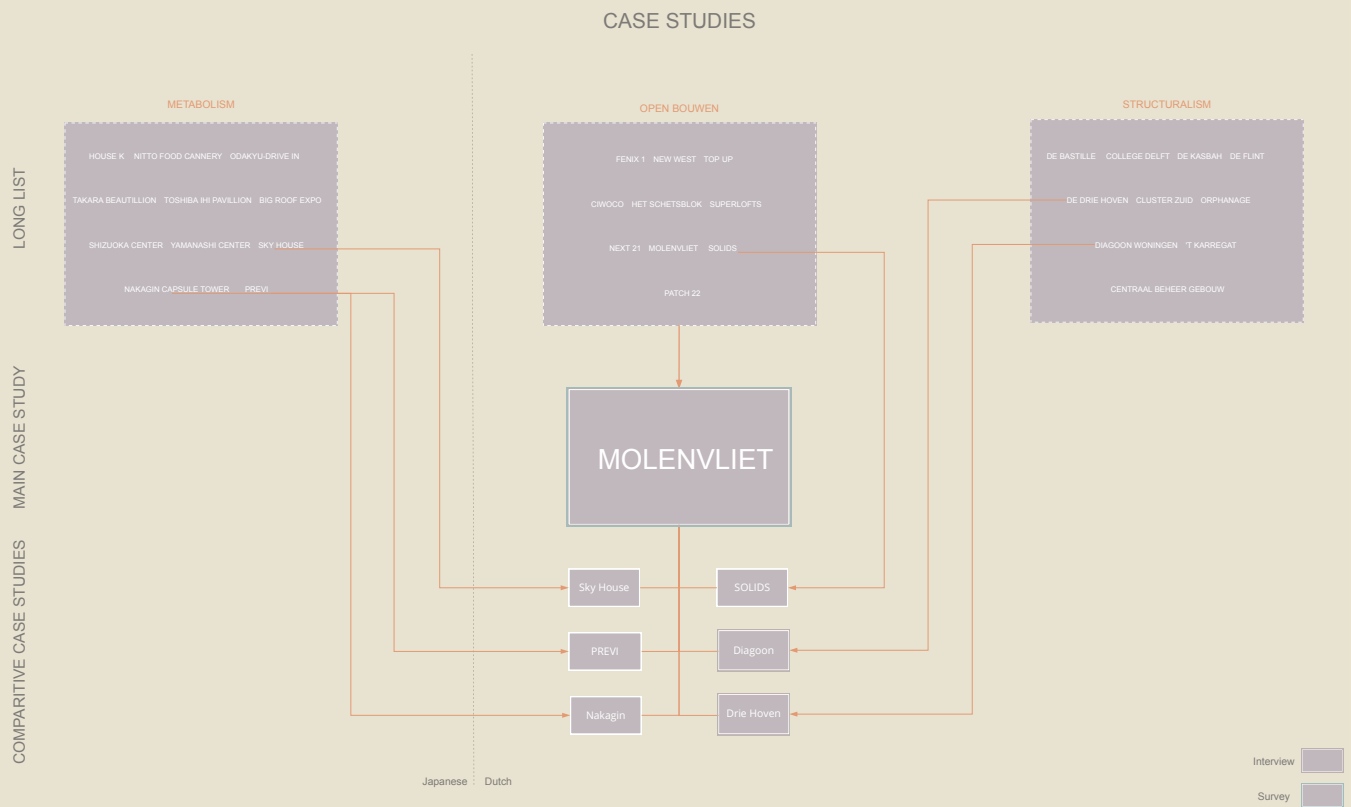 CASE STUDIES
METABOLISM
OPEN BOUWEN
STRUCTURALISM
LONG LIST
HOUSE K NITTO FOOD CANNERY ODAKYU-DRIVE IN
TAKARA BEAUTILLION TOSHIBA IHI PAVILLION BIG ROOF EXPO
SHIZUOKA CENTER YAMANASHI CENTER SKY HOUSE
NAKAGIN CAPSULE TOWER PREVI
FENIX 1 NEW WEST TOP UP
CIWOCO HET SCHETSBLOK SUPERLOFTS
NEXT 21 MOLENVLIET SOLIDS
PATCH 22
DE BASTILLE COLLEGE DELFT DE KASBAH DE FLINT
DE DRIE HOVEN CLUSTER ZUID ORPHANAGE
DIAGOON WONINGEN 'T KARREGAT
CENTRAAL BEHEER GEBOUW
MAIN CASE STUDY
MOLENVLIET
COMPARITIVE CASE STUDIES
Sky House
SOLIDS
PREVI
Diagoon
Nakagin
Drie Hoven
Japanese
Dutch
Interview
Survey